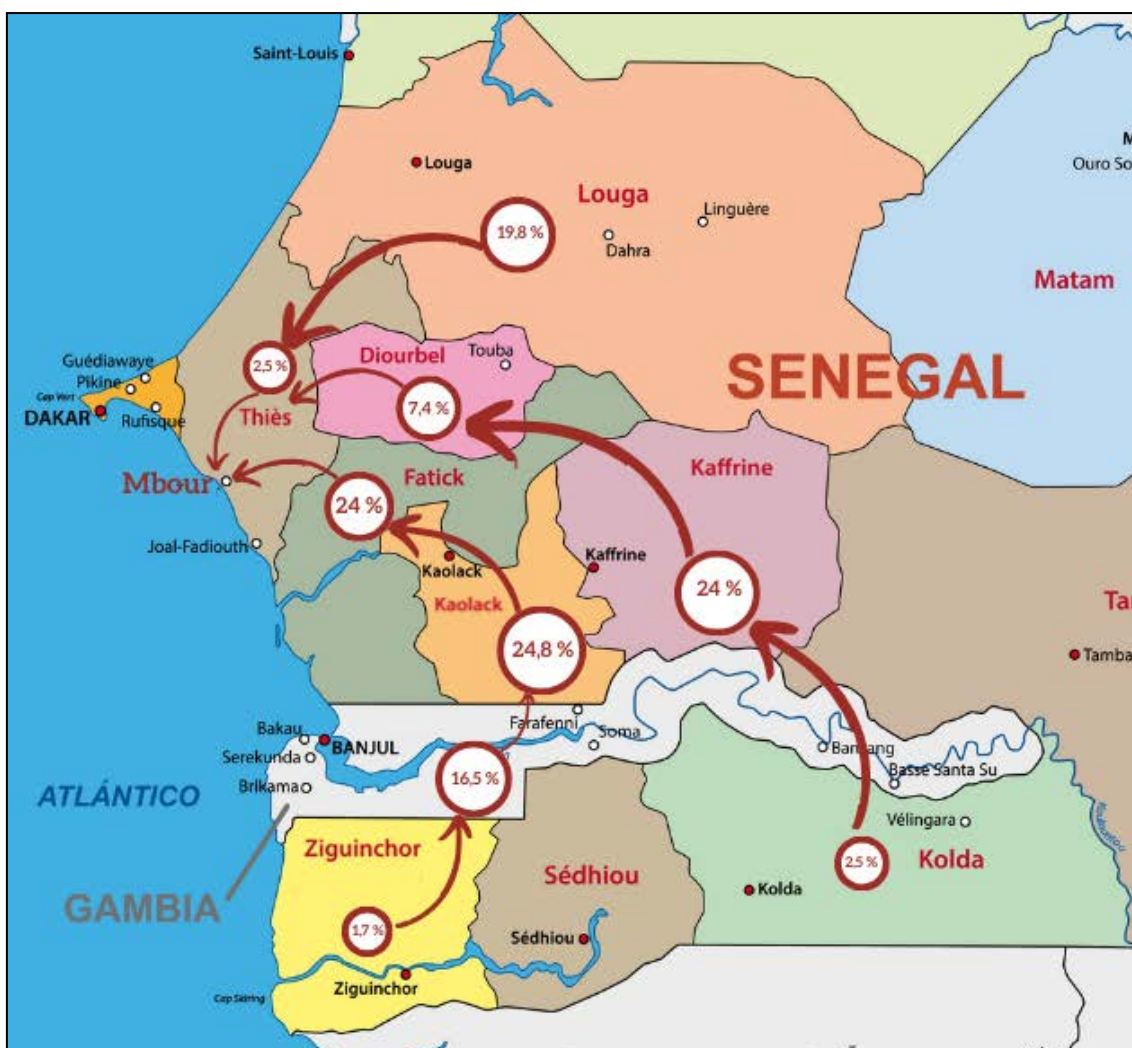 Saint-Louis
M
Ouro So
Louga
Louga
Linguère
19,8 %
Dahra
Matam
Guédiawaye
2,5 %
Diourbel
Touba
SENEGAL
Pikine
Cap Vert
7,4 %
DAKAR
Rufisque
Thiès
Kaffrine
Mbour
Fatick
24 %
Joal-Fadiouth
Kaolack
Kaffrine
24 %
Kaolack
Ta
24,8 %
Tamba
Farafenni
Bakau
BANJUL
Soma
Serekunda
16,5 %
Basse Santa Su
Brikama
ATLÁNTICO
Vélingara
Ziguinchor
Sédhiou
2,5 %
Kolda
Kolda
GAMBIA
1,7 %
Sédhiou
Ziguinchor